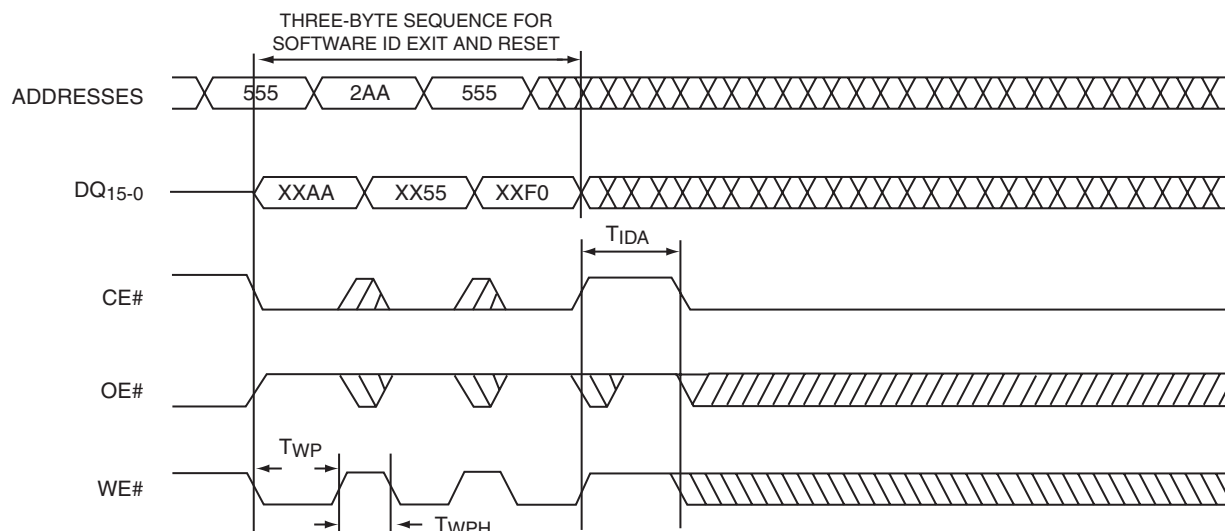 THREE-BYTE SEQUENCE FOR
SOFTWARE ID EXIT AND RESET
ADDRESSES 555 2AA 555
DQ15-0 XXAA XX55 XXF0
TIDA
CE#
OE#
TWP
WE#
TWPH